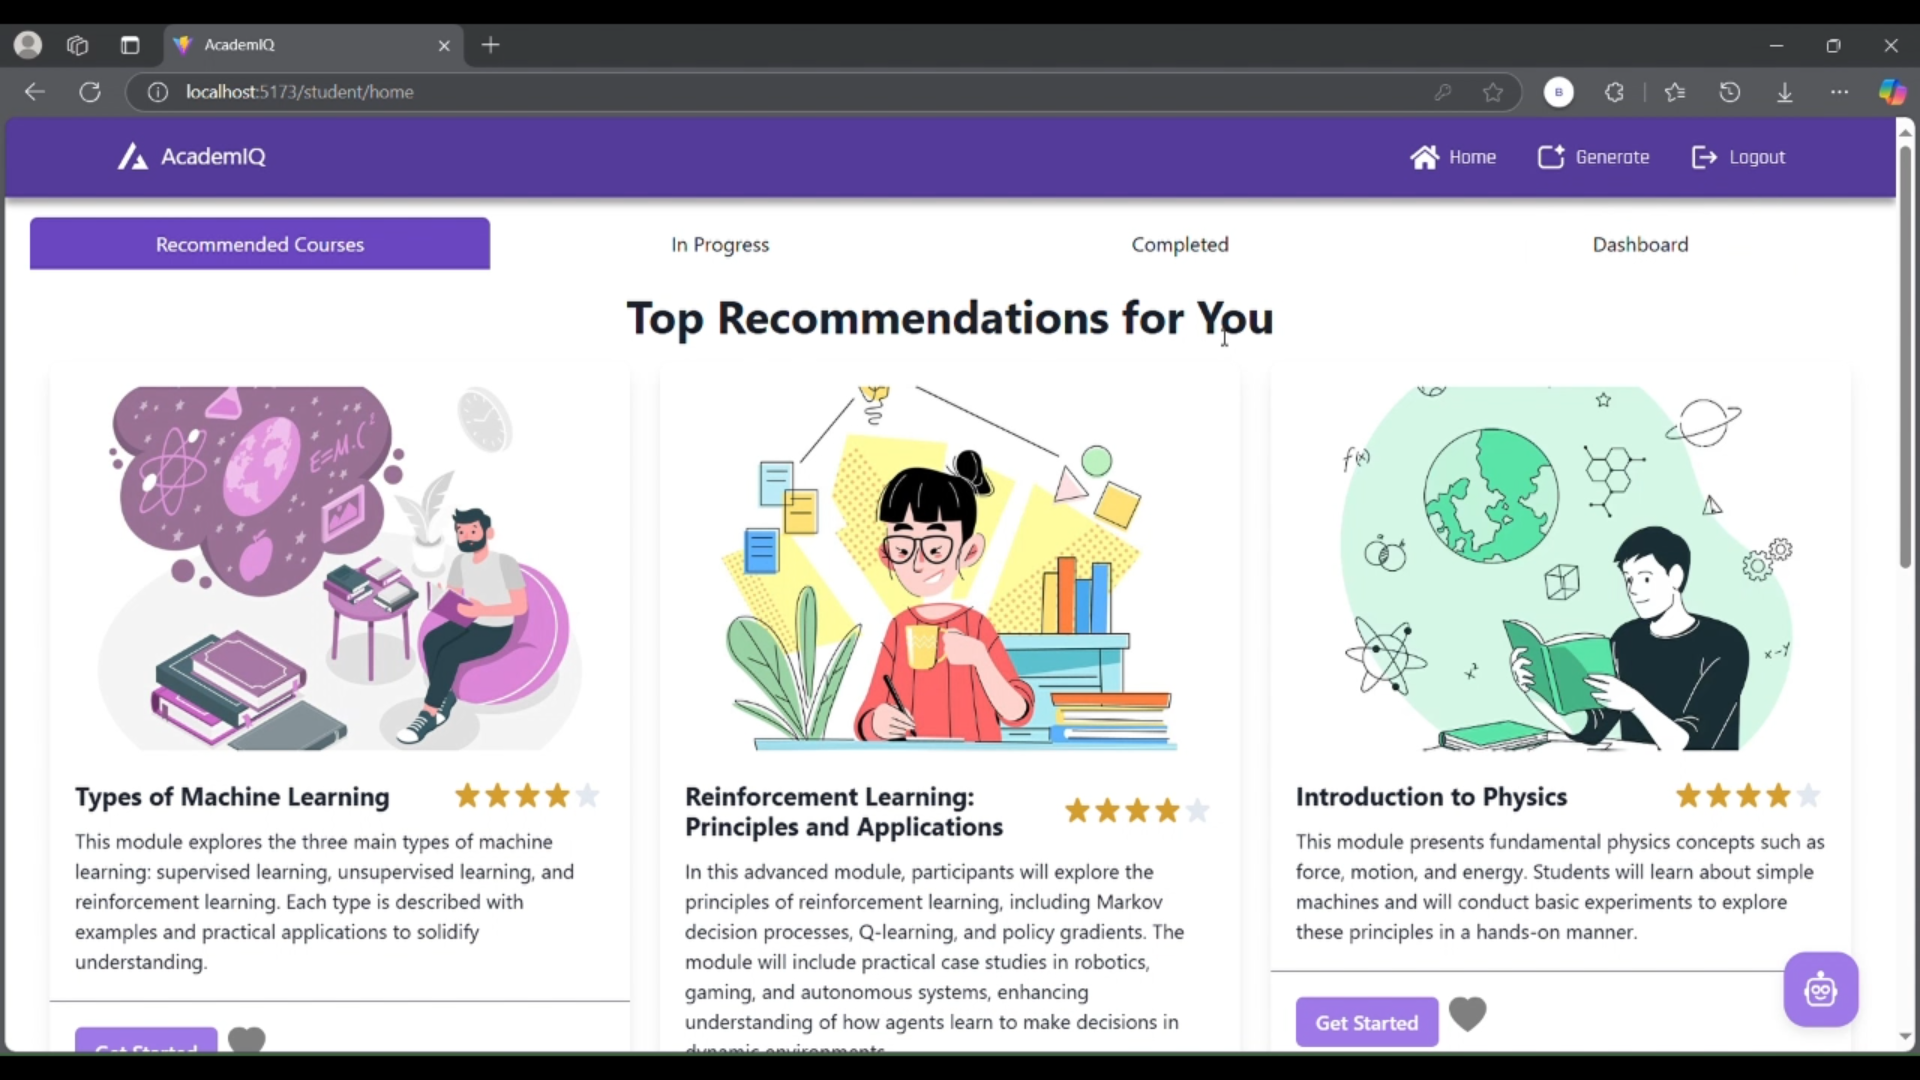 AcademIQ
localhost:5173/student/home
B
AcademIQ
Home
Generate
Logout
Recommended Courses
In Progress
Completed
Dashboard
Top Recommendations for You
E=M.C²
f(x)
x²
x-y
Types of Machine Learning
This module explores the three main types of machine
learning: supervised learning, unsupervised learning, and
reinforcement learning. Each type is described with
examples and practical applications to solidify
understanding.
Get Started
Reinforcement Learning:
Principles and Applications
In this advanced module, participants will explore the
principles of reinforcement learning, including Markov
decision processes, Q-learning, and policy gradients. The
module will include practical case studies in robotics,
gaming, and autonomous systems, enhancing
understanding of how agents learn to make decisions in
dynamic environments.
Introduction to Physics
This module presents fundamental physics concepts such as
force, motion, and energy. Students will learn about simple
machines and will conduct basic experiments to explore
these principles in a hands-on manner.
Get Started